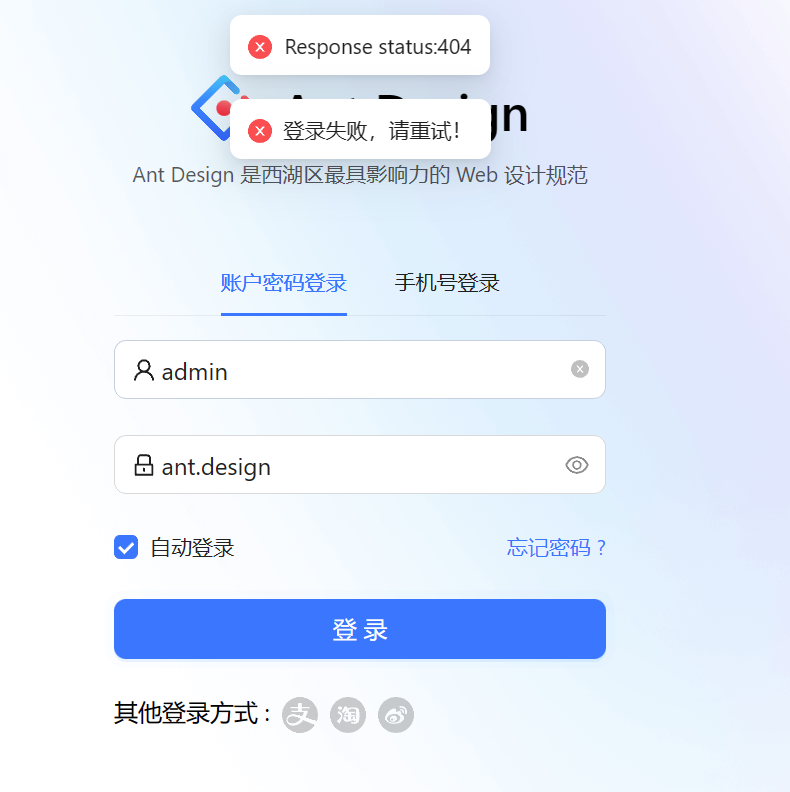 Response status:404
Ant Design
登录失败，请重试！
Ant Design 是西湖区最具影响力的 Web 设计规范
账户密码登录 手机号登录
admin
ant.design
自动登录 忘记密码 ?
登 录
其他登录方式 : 支 淘